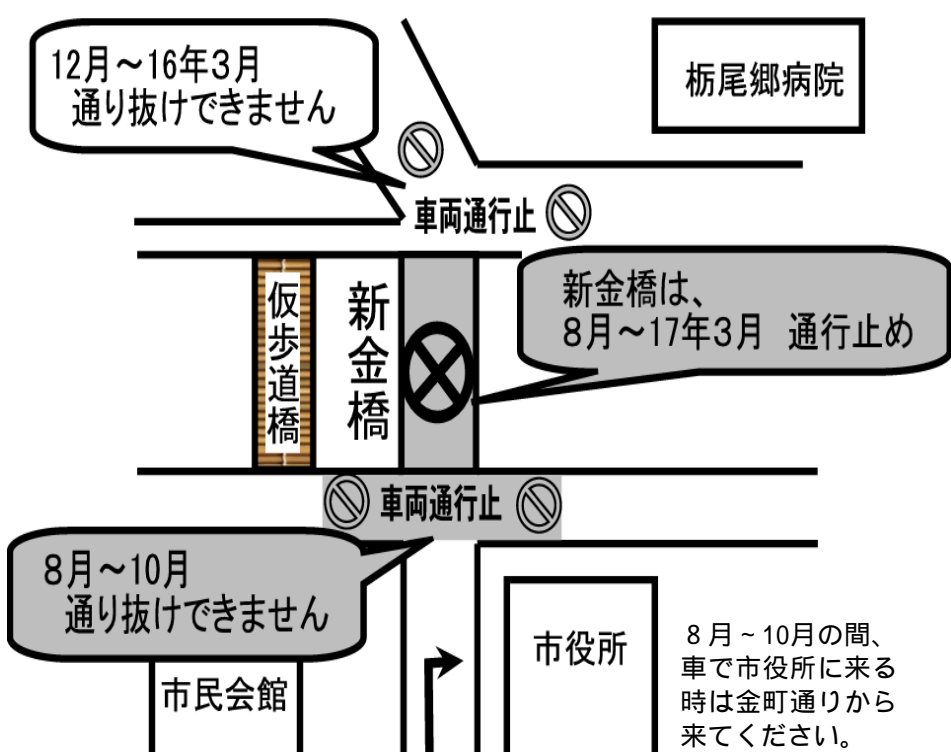 12月～16年３月
通り抜けできません
栃尾郷病院
車両通行止
新金橋は、
８月～17年３月　通行止め
仮歩道橋
新金橋
車両通行止
８月～10月
通り抜けできません
市民会館
市役所
８月～10月の間、
車で市役所に来る
時は金町通りから
来てください。